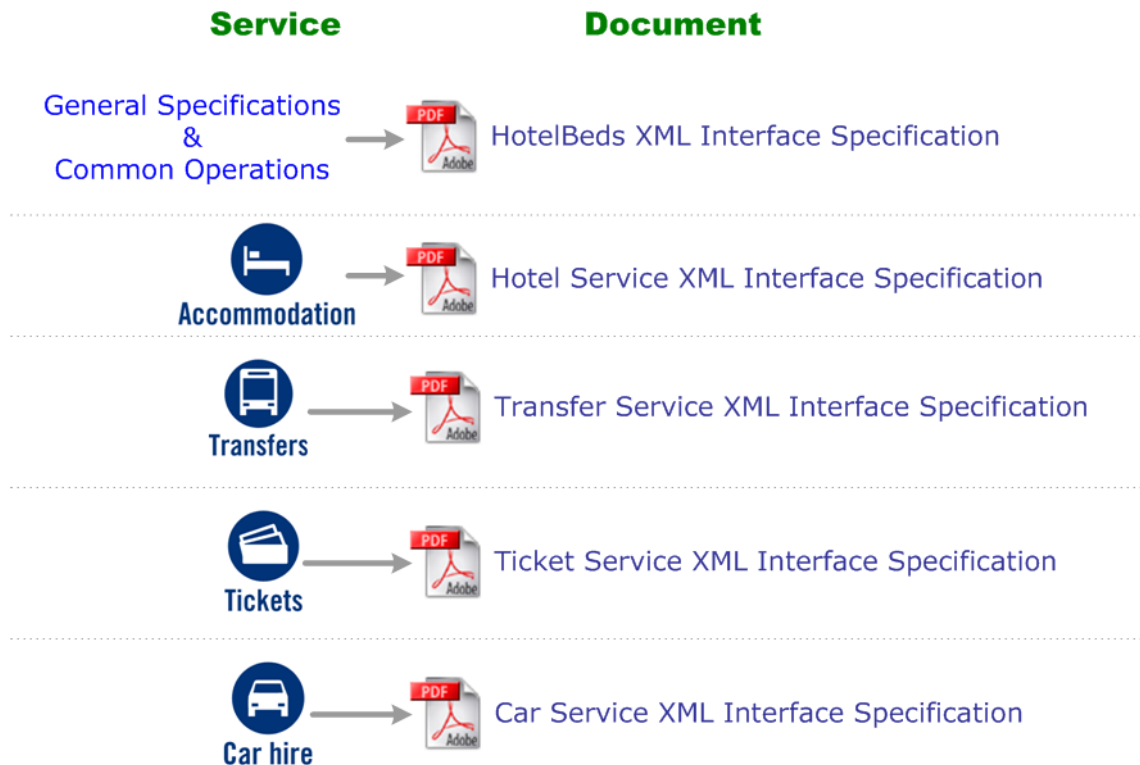 Service Document
General Specifications
&
Common Operations
PDF
Adobe
HotelBeds XML Interface Specification
Accommodation
PDF
Adobe
Hotel Service XML Interface Specification
Transfers
PDF
Adobe
Transfer Service XML Interface Specification
Tickets
PDF
Adobe
Ticket Service XML Interface Specification
Car hire
PDF
Adobe
Car Service XML Interface Specification